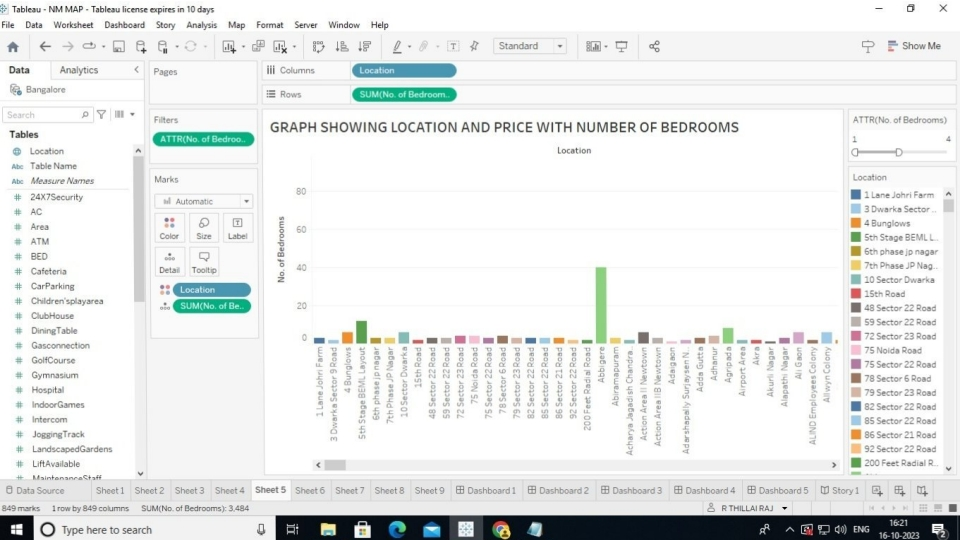 Tableau - NM MAP - Tableau license expires in 10 days
File Data Worksheet Dashboard Story Analysis Map Format Server Window Help
Standard
Show Me
Data Analytics
Bangalore
Search
Tables
Location
Abc Table Name
Abc Measure Names
# 24X7Security
# AC
# Area
# ATM
# BED
# Cafeteria
# CarParking
# Children'splayarea
# ClubHouse
# DiningTable
# Gasconnection
# GolfCourse
# Gymnasium
# Hospital
# IndoorGames
# Intercom
# JoggingTrack
# LandscapedGardens
# LiftAvailable
# MaintenanceStaff
Pages
Filters
ATTR(No. of Bedroo..
Marks
Automatic
Color Size Label
Detail Tooltip
Location
SUM(No. of Be..
Columns Location
Rows SUM(No. of Bedroom..
GRAPH SHOWING LOCATION AND PRICE WITH NUMBER OF BEDROOMS
Location
No. of Bedrooms
80
60
40
20
0
1 Lane Johri Farm
3 Dwarka Sector 9 Road
4 Bunglows
5th Stage BEML Layout
6th phase jp nagar
7th Phase JP Nagar
10 Sector Dwarka
15th Road
48 Sector 22 Road
59 Sector 22 Road
72 Sector 23 Road
75 Noida Road
75 Sector 22 Road
78 Sector 6 Road
79 Sector 23 Road
82 Sector 22 Road
85 Sector 22 Road
86 Sector 21 Road
92 Sector 22 Road
200 Feet Radial Road
Abbigere
Abiramapuram
Acharya Jagadish Chandra..
Action Area II Newtown
Action Area IIB Newtown
Adaigaon
Adarshapally Surjaysen N..
Adda Gutta
Adhanur
Agripada
Airport Area
Akra
Akurli Nagar
Alapathi Nagar
Ali Gaon
ALIND Employees Colony
Allwyn Colony
ATTR(No. of Bedrooms)
1 4
Location
1 Lane Johri Farm
3 Dwarka Sector ..
4 Bunglows
5th Stage BEML L..
6th phase jp nagar
7th Phase JP Nag..
10 Sector Dwarka
15th Road
48 Sector 22 Road
59 Sector 22 Road
72 Sector 23 Road
75 Noida Road
75 Sector 22 Road
78 Sector 6 Road
79 Sector 23 Road
82 Sector 22 Road
85 Sector 22 Road
86 Sector 21 Road
92 Sector 22 Road
200 Feet Radial R..
Data Source Sheet 1 Sheet 2 Sheet 3 Sheet 4 Sheet 5 Sheet 6 Sheet 7 Sheet 8 Sheet 9 Dashboard 1 Dashboard 2 Dashboard 3 Dashboard 4 Dashboard 5 Story 1
849 marks 1 row by 849 columns SUM(No. of Bedrooms): 3,484
R THILLAI RAJ
Type here to search
ENG
16:21
16-10-2023
2